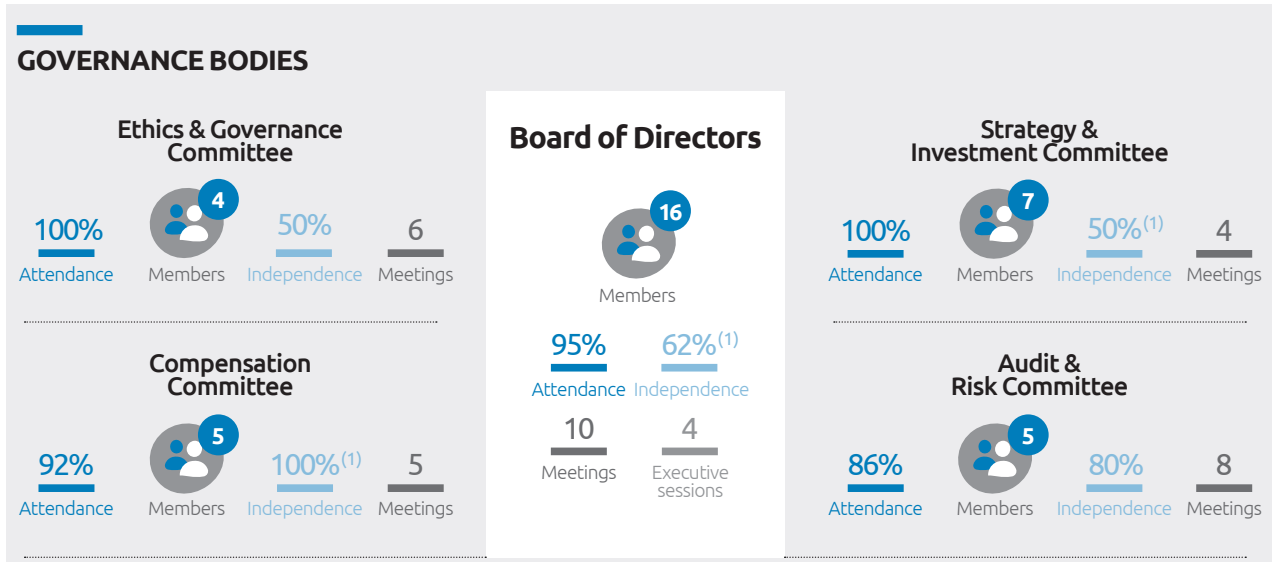 GOVERNANCE BODIES
Ethics & Governance
Committee
4
100%
50%
6
Attendance
Members
Independence
Meetings
Compensation
Committee
5
92%
100%(1)
5
Attendance
Members
Independence
Meetings
Board of Directors
16
Members
95%
62%(1)
Attendance
Independence
10
4
Meetings
Executive
sessions
Strategy &
Investment Committee
7
100%
50%(1)
4
Attendance
Members
Independence
Meetings
Audit &
Risk Committee
5
86%
80%
8
Attendance
Members
Independence
Meetings